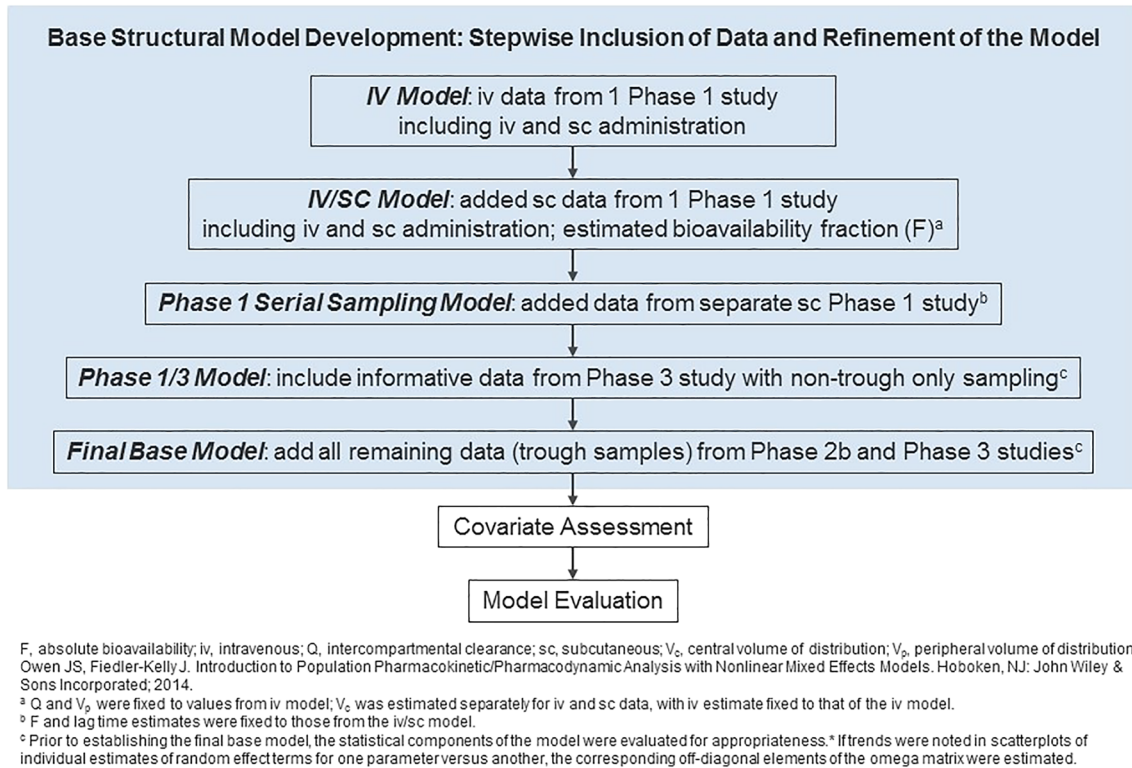 Base Structural Model Development: Stepwise Inclusion of Data and Refinement of the Model
IV Model: iv data from 1 Phase 1 study
including iv and sc administration
IV/SC Model: added sc data from 1 Phase 1 study
including iv and sc administration; estimated bioavailability fraction (F)ᵃ
Phase 1 Serial Sampling Model: added data from separate sc Phase 1 studyᵇ
Phase 1/3 Model: include informative data from Phase 3 study with non-trough only samplingᶜ
Final Base Model: add all remaining data (trough samples) from Phase 2b and Phase 3 studiesᶜ
Covariate Assessment
Model Evaluation
F, absolute bioavailability; iv, intravenous; Q, intercompartmental clearance; sc, subcutaneous; Vc, central volume of distribution; Vp, peripheral volume of distribution
Owen JS, Fiedler-Kelly J. Introduction to Population Pharmacokinetic/Pharmacodynamic Analysis with Nonlinear Mixed Effects Models. Hoboken, NJ: John Wiley &
Sons Incorporated; 2014.
ᵃ Q and Vp were fixed to values from iv model; Vc was estimated separately for iv and sc data, with iv estimate fixed to that of the iv model.
ᵇ F and lag time estimates were fixed to those from the iv/sc model.
ᶜ Prior to establishing the final base model, the statistical components of the model were evaluated for appropriateness.* If trends were noted in scatterplots of
individual estimates of random effect terms for one parameter versus another, the corresponding off-diagonal elements of the omega matrix were estimated.